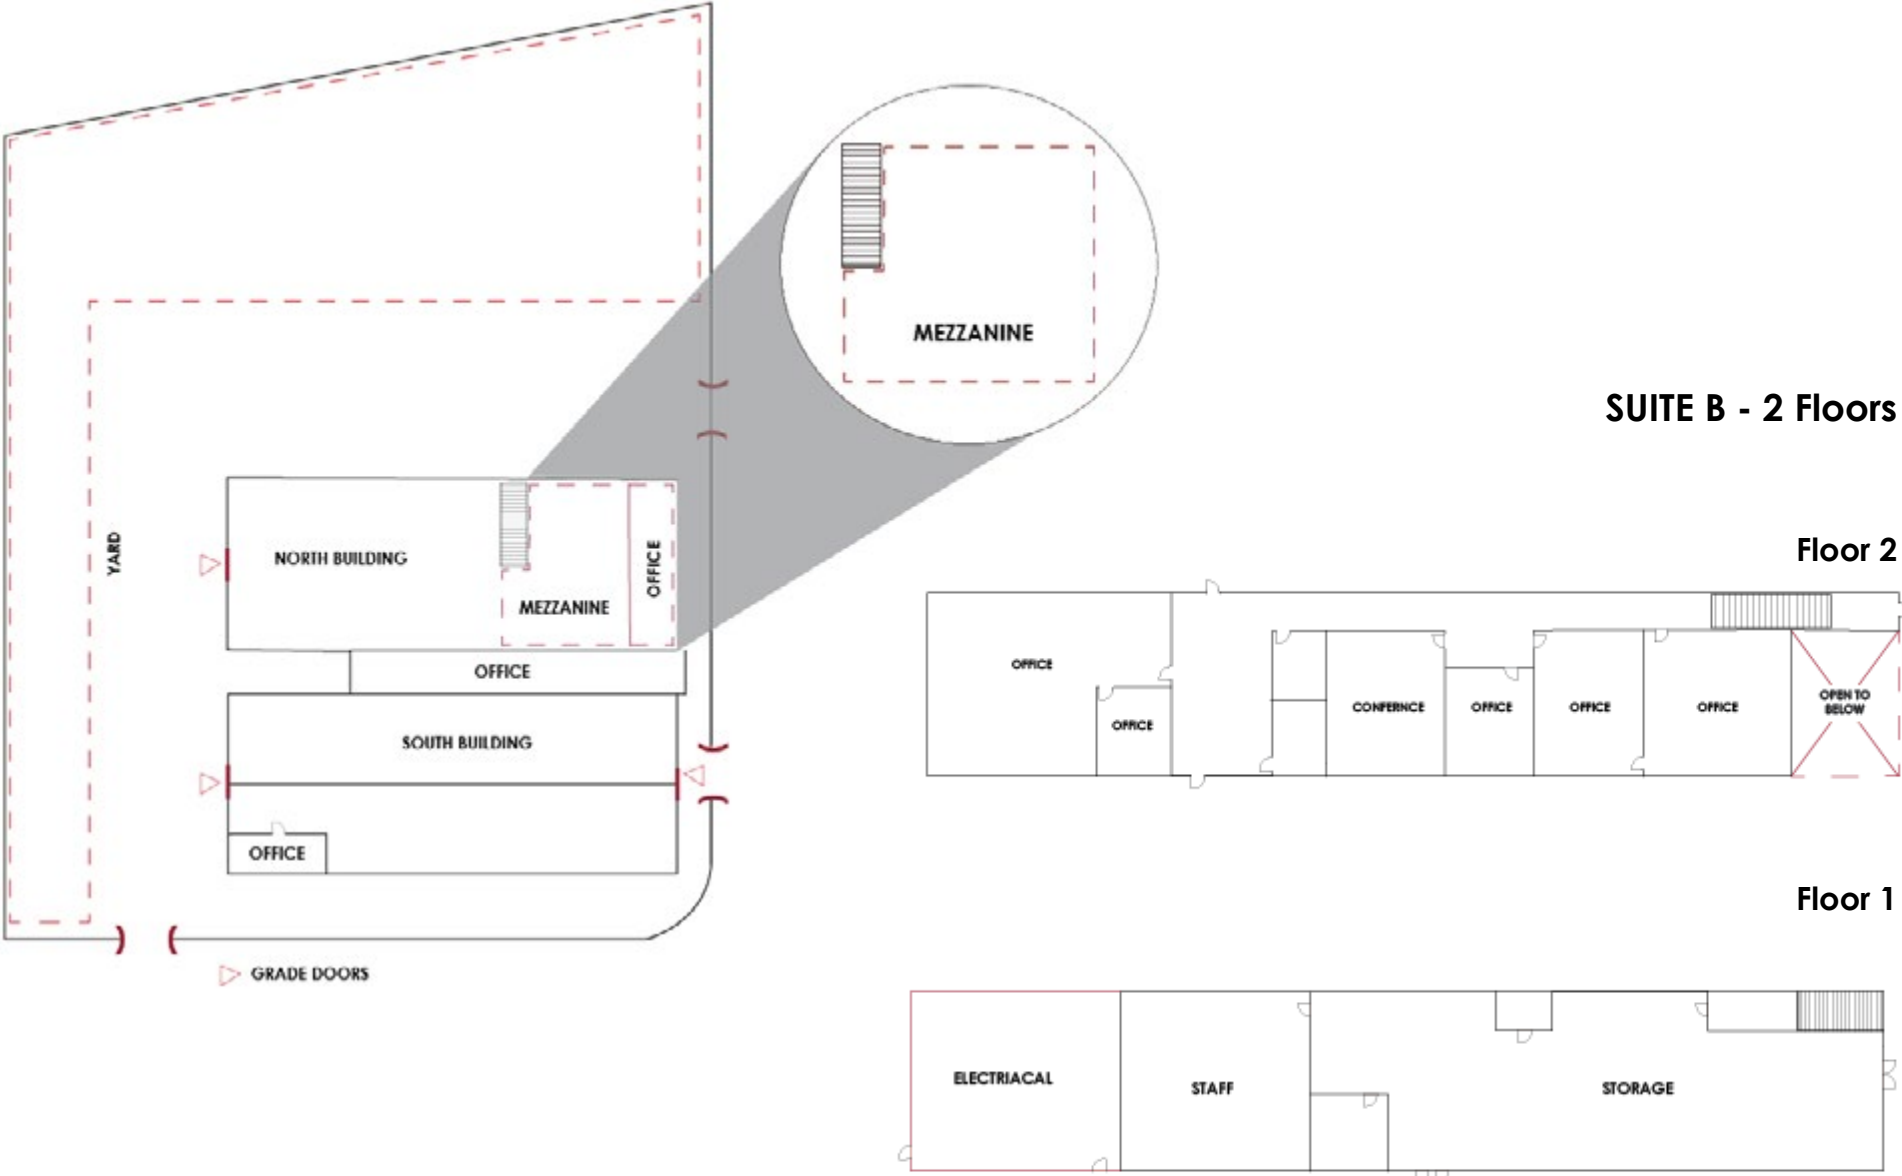 MEZZANINE
SUITE B - 2 Floors
YARD
NORTH BUILDING
MEZZANINE
OFFICE
OFFICE
SOUTH BUILDING
OFFICE
GRADE DOORS
Floor 2
OFFICE
OFFICE
CONFERNCE
OFFICE
OFFICE
OFFICE
OPEN TO
BELOW
Floor 1
ELECTRIACAL
STAFF
STORAGE